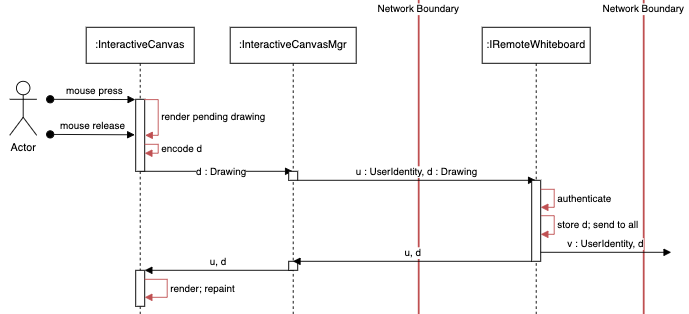 Network Boundary
Network Boundary
:InteractiveCanvas
:InteractiveCanvasMgr
:IRemoteWhiteboard
mouse press
render pending drawing
mouse release
Actor
encode d
d : Drawing
u : UserIdentity, d : Drawing
authenticate
store d; send to all
v : UserIdentity, d
u, d
u, d
render; repaint